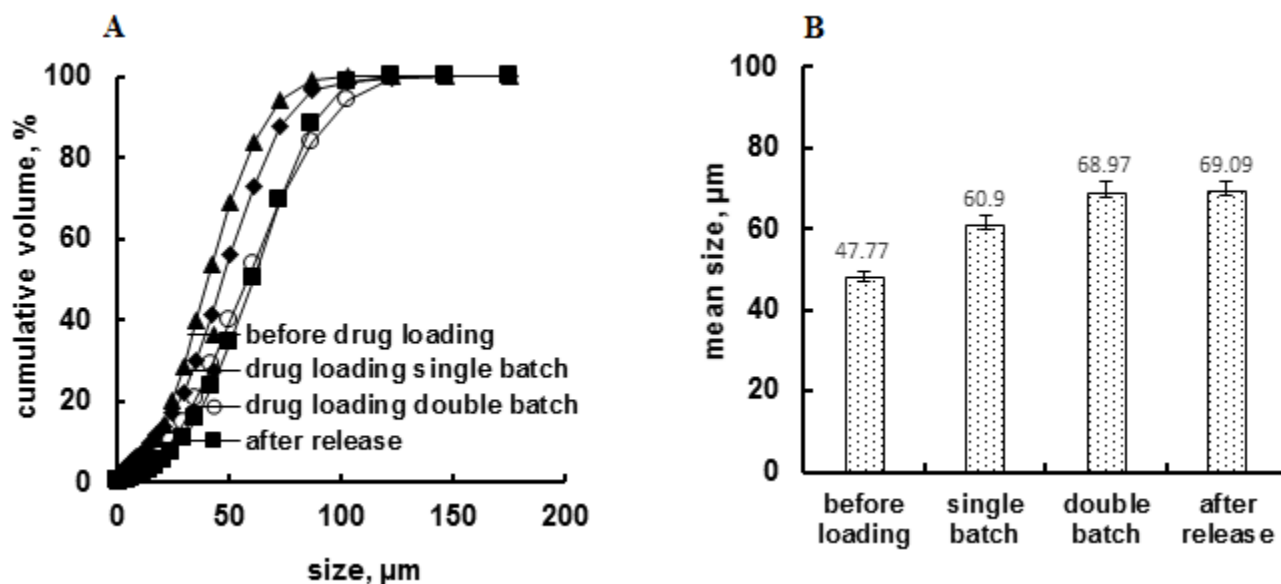 A
cumulative volume, %
100
80
60
40
20
0
before drug loading
drug loading single batch
drug loading double batch
after release
0 50 100 150 200
size, µm
B
mean size, µm
100
80
60
40
20
0
47.77
60.9
68.97
69.09
before loading
single batch
double batch
after release